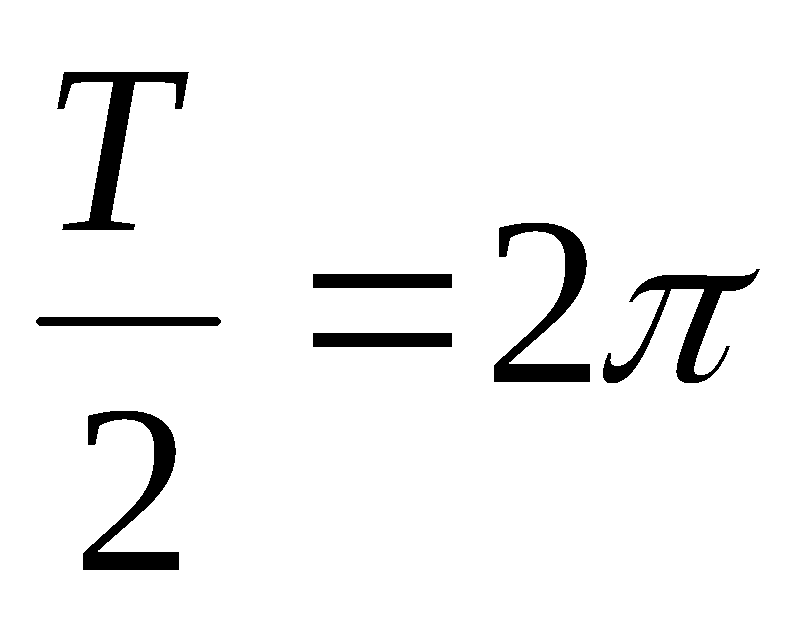 T/2 = 2π